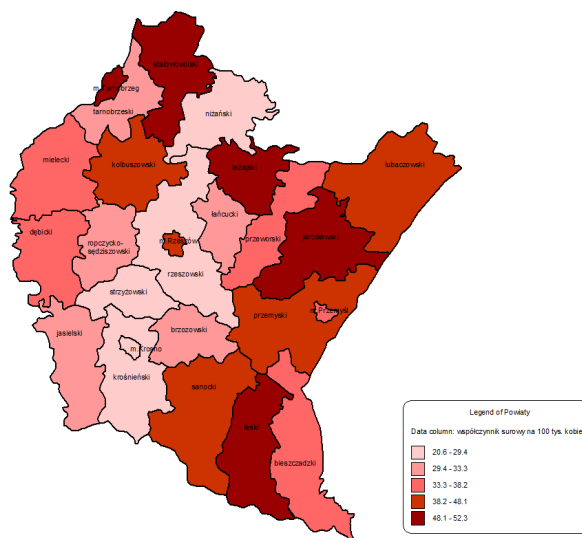 stalowowolski
m.Tarnobrzeg
tarnobrzeski
niżański
mielecki
kolbuszowski
leżajski
lubaczowski
łańcucki
dębicki
ropczycko-
sędziszowski
m.Rzeszów
przeworski
jarosławski
rzeszowski
strzyżowski
przemyski
m.Przemyśl
jasielski
brzozowski
m.Krosno
krośnieński
sanocki
leski
bieszczadzki
Legend of Powiaty
Data column: współczynnik surowy na 100 tys. kobie
20.6 - 29.4
29.4 - 33.3
33.3 - 38.2
38.2 - 48.1
48.1 - 52.3